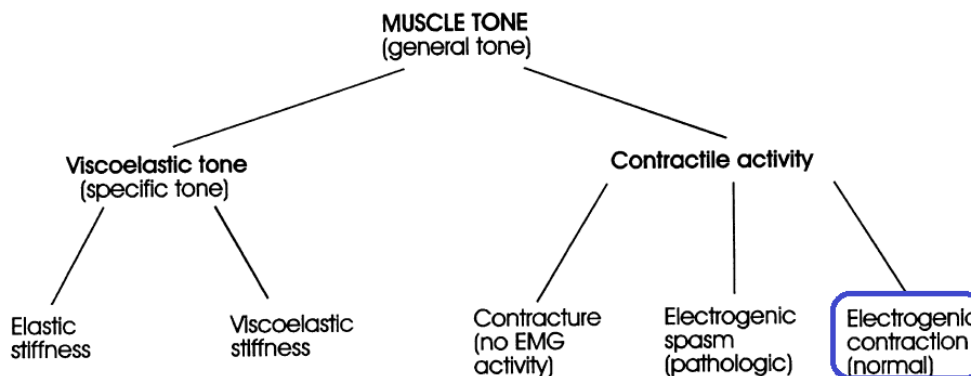 MUSCLE TONE
(general tone)
Viscoelastic tone
(specific tone)
Contractile activity
Elastic
stiffness
Viscoelastic
stiffness
Contracture
(no EMG
activity)
Electrogenic
spasm
(pathologic)
Electrogenic
contraction
(normal)